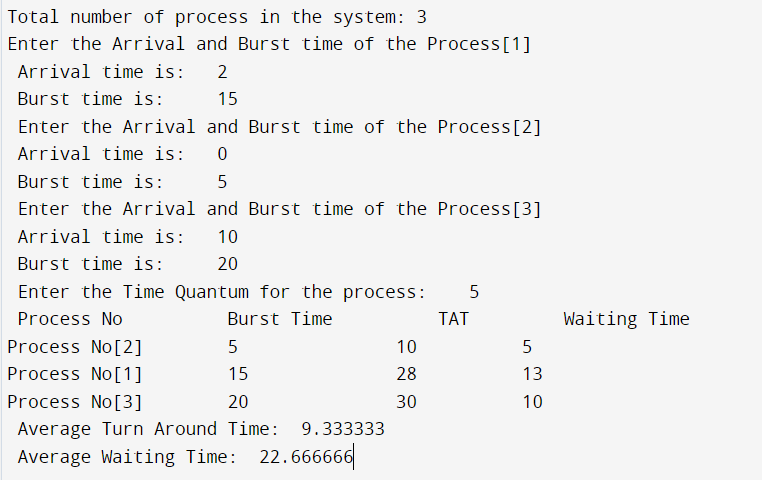 Total number of process in the system: 3
Enter the Arrival and Burst time of the Process[1]
Arrival time is: 2
Burst time is: 15
Enter the Arrival and Burst time of the Process[2]
Arrival time is: 0
Burst time is: 5
Enter the Arrival and Burst time of the Process[3]
Arrival time is: 10
Burst time is: 20
Enter the Time Quantum for the process: 5
Process No Burst Time TAT Waiting Time
Process No[2] 5 10 5
Process No[1] 15 28 13
Process No[3] 20 30 10
Average Turn Around Time: 9.333333
Average Waiting Time: 22.666666